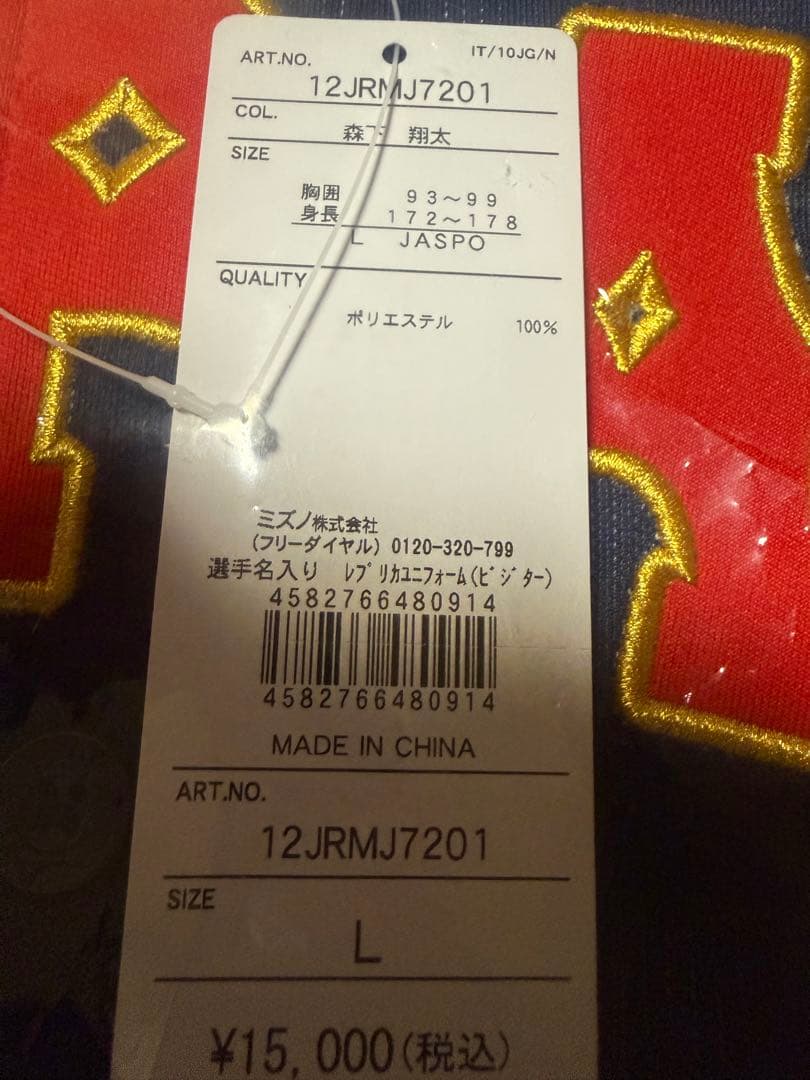 ART.NO. IT/10JG/N
12JRMJ7201
COL.
森下 翔太
SIZE
胸囲 93~99
身長 172~178
L JASPO
QUALITY
ポリエステル 100%
ミズノ株式会社
(フリーダイヤル) 0120-320-799
選手名入り ﾚﾌﾟﾘｶﾕﾆﾌｫｰﾑ(ﾋﾞｼﾞﾀｰ)
4582766480914
4582766480914
MADE IN CHINA
ART.NO.
12JRMJ7201
SIZE
L
¥15,000(税込)